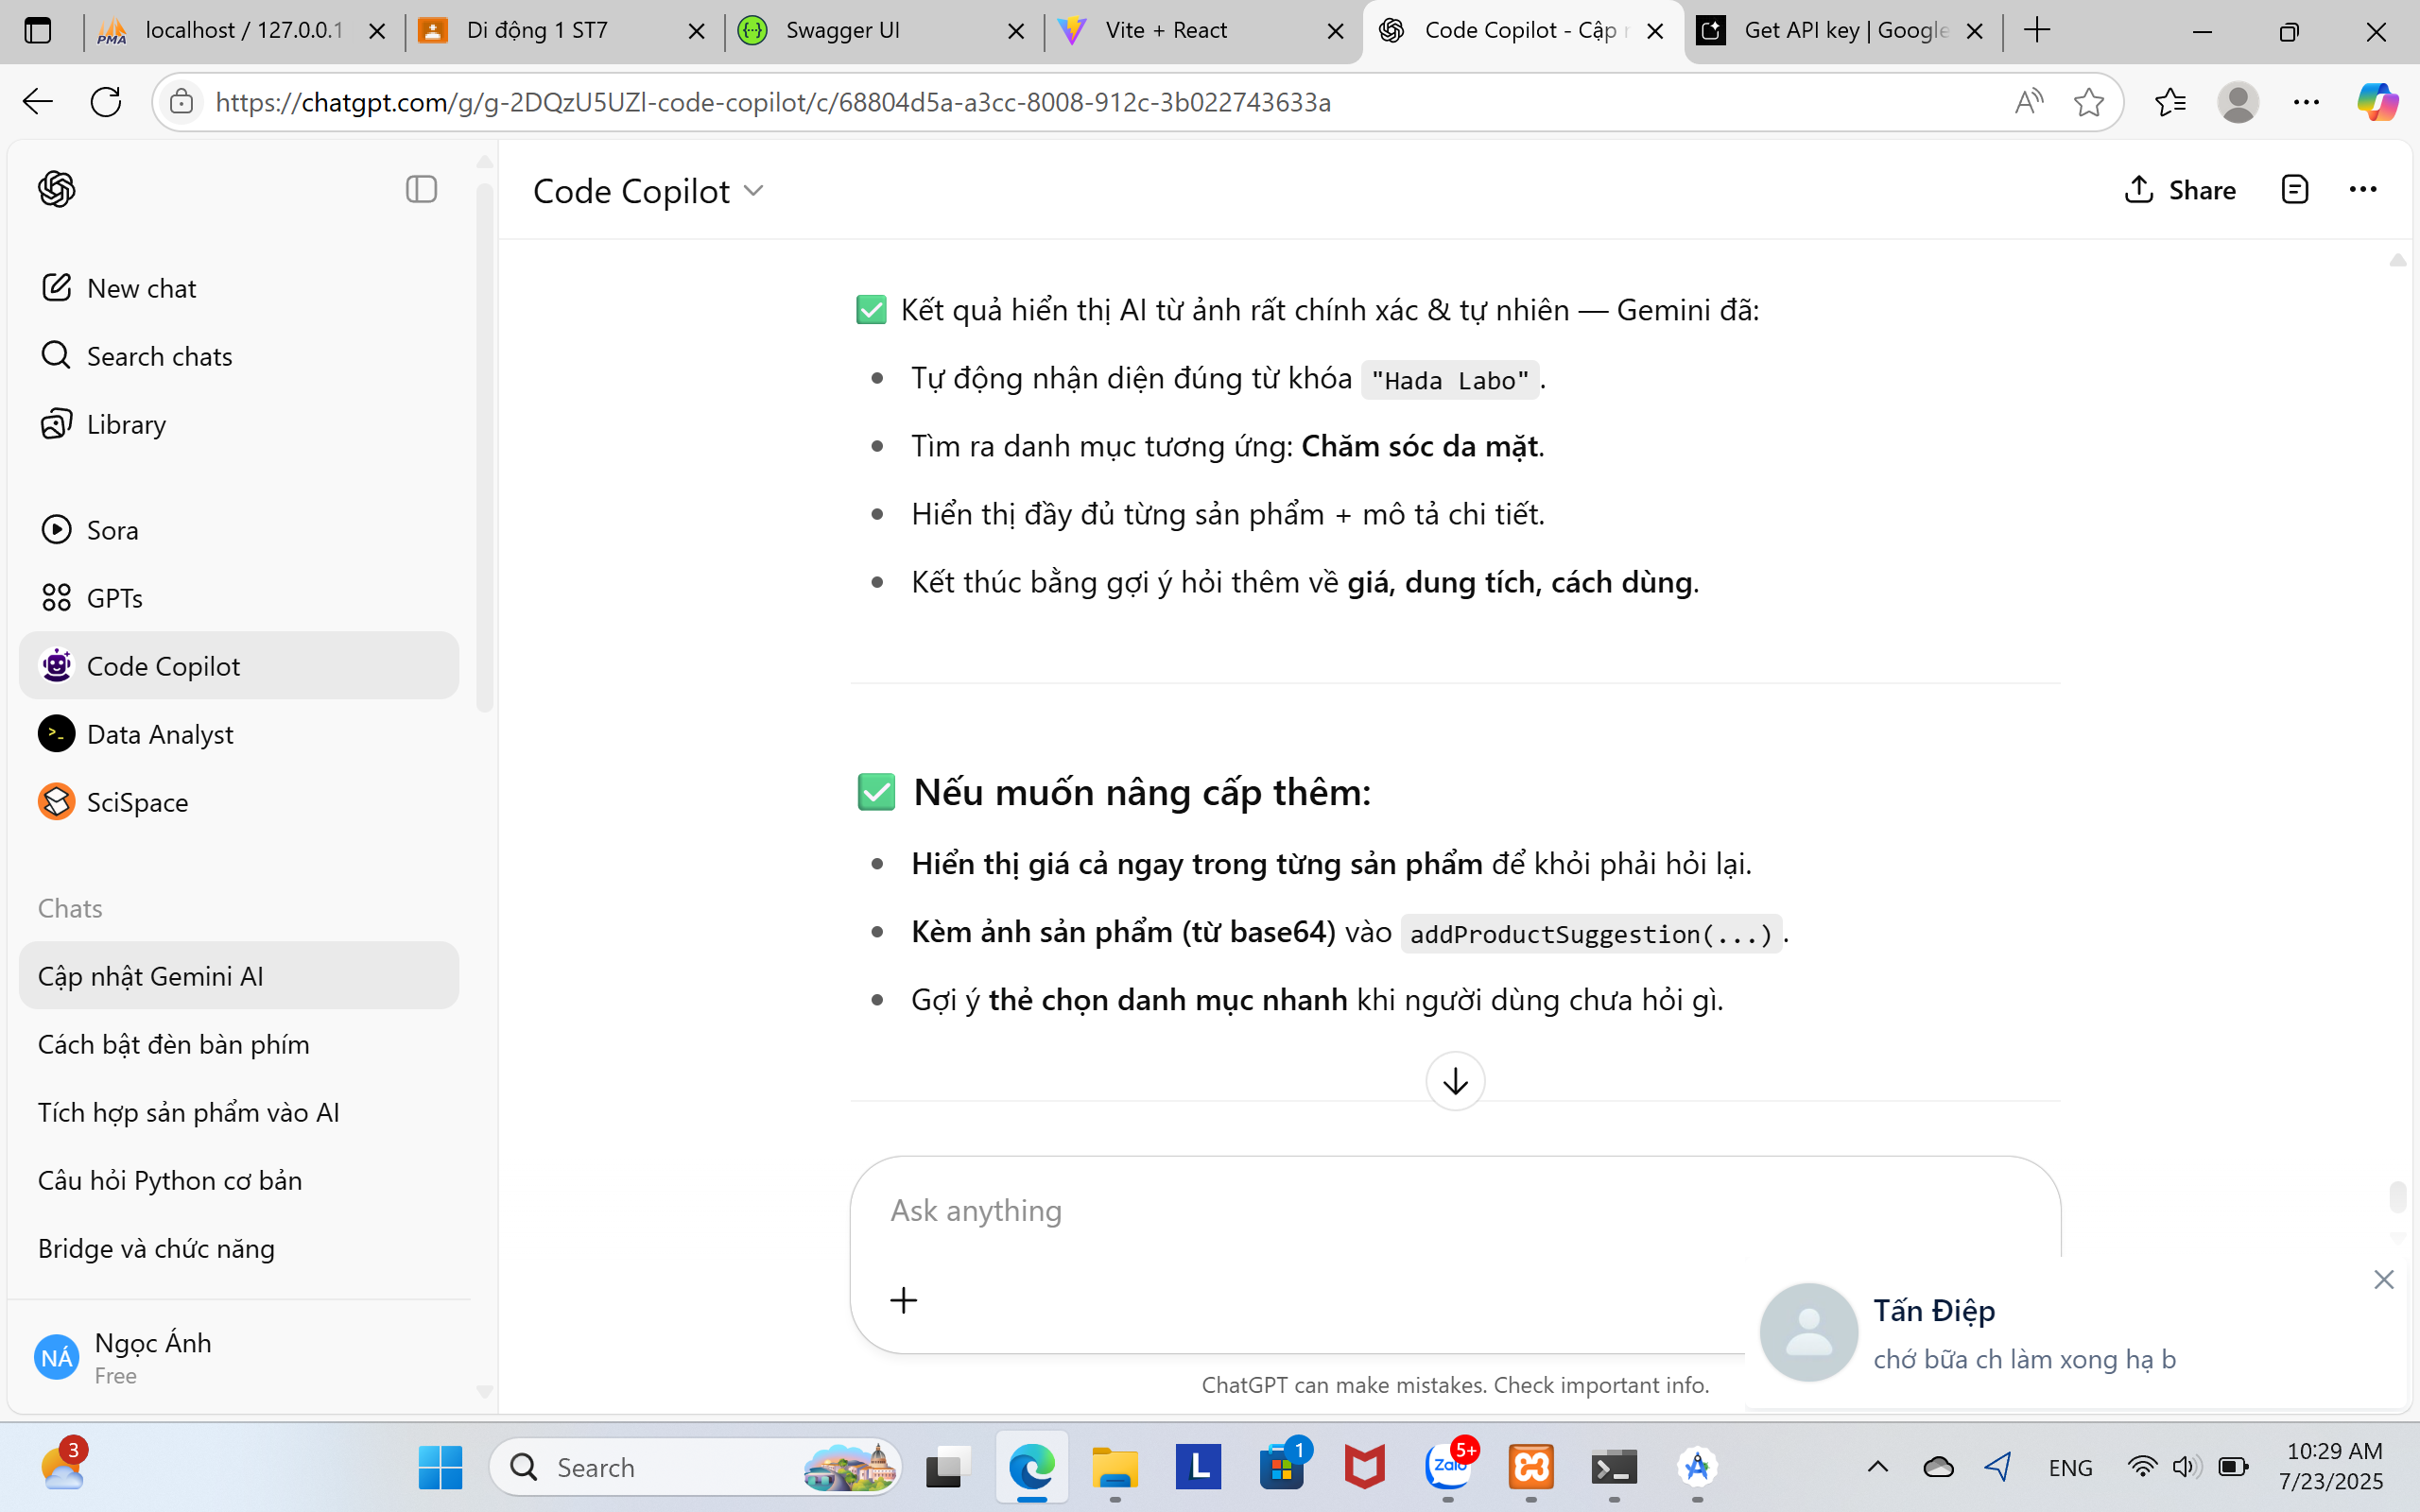 localhost / 127.0.0.1
Di động 1 ST7
Swagger UI
Vite + React
Code Copilot - Cập
Get API key | Google
https://chatgpt.com/g/g-2DQzU5UZl-code-copilot/c/68804d5a-a3cc-8008-912c-3b022743633a
Code Copilot
Share
New chat
Search chats
Library
Sora
GPTs
Code Copilot
Data Analyst
SciSpace
Chats
Cập nhật Gemini AI
Cách bật đèn bàn phím
Tích hợp sản phẩm vào AI
Câu hỏi Python cơ bản
Bridge và chức năng
NÁ
Ngọc Ánh
Free
Kết quả hiển thị AI từ ảnh rất chính xác & tự nhiên — Gemini đã:
Tự động nhận diện đúng từ khóa "Hada Labo".
Tìm ra danh mục tương ứng: Chăm sóc da mặt.
Hiển thị đầy đủ từng sản phẩm + mô tả chi tiết.
Kết thúc bằng gợi ý hỏi thêm về giá, dung tích, cách dùng.
Nếu muốn nâng cấp thêm:
Hiển thị giá cả ngay trong từng sản phẩm để khỏi phải hỏi lại.
Kèm ảnh sản phẩm (từ base64) vào addProductSuggestion(...).
Gợi ý thẻ chọn danh mục nhanh khi người dùng chưa hỏi gì.
Ask anything
ChatGPT can make mistakes. Check important info.
Tấn Điệp
chớ bữa ch làm xong hạ b
3
Search
L
1
Zalo
5+
ENG
10:29 AM
7/23/2025